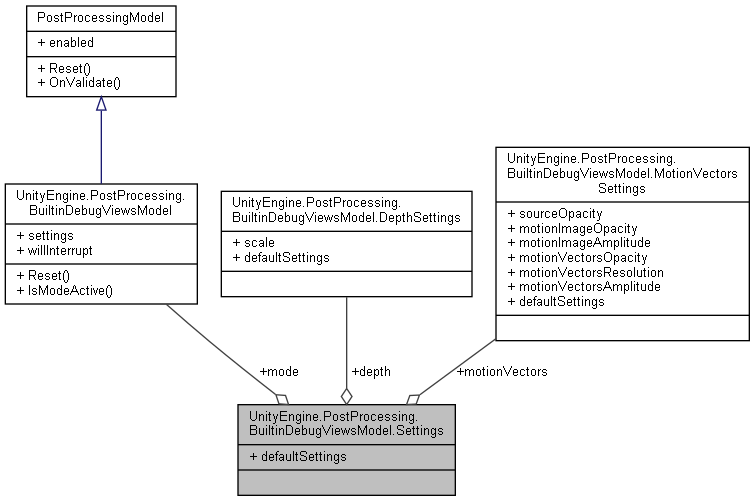 PostProcessingModel
+ enabled
+ Reset()
+ OnValidate()
UnityEngine.PostProcessing.
BuiltinDebugViewsModel
+ settings
+ willInterrupt
+ Reset()
+ IsModeActive()
UnityEngine.PostProcessing.
BuiltinDebugViewsModel.DepthSettings
+ scale
+ defaultSettings
UnityEngine.PostProcessing.
BuiltinDebugViewsModel.MotionVectors
Settings
+ sourceOpacity
+ motionImageOpacity
+ motionImageAmplitude
+ motionVectorsOpacity
+ motionVectorsResolution
+ motionVectorsAmplitude
+ defaultSettings
+mode
+depth
+motionVectors
UnityEngine.PostProcessing.
BuiltinDebugViewsModel.Settings
+ defaultSettings